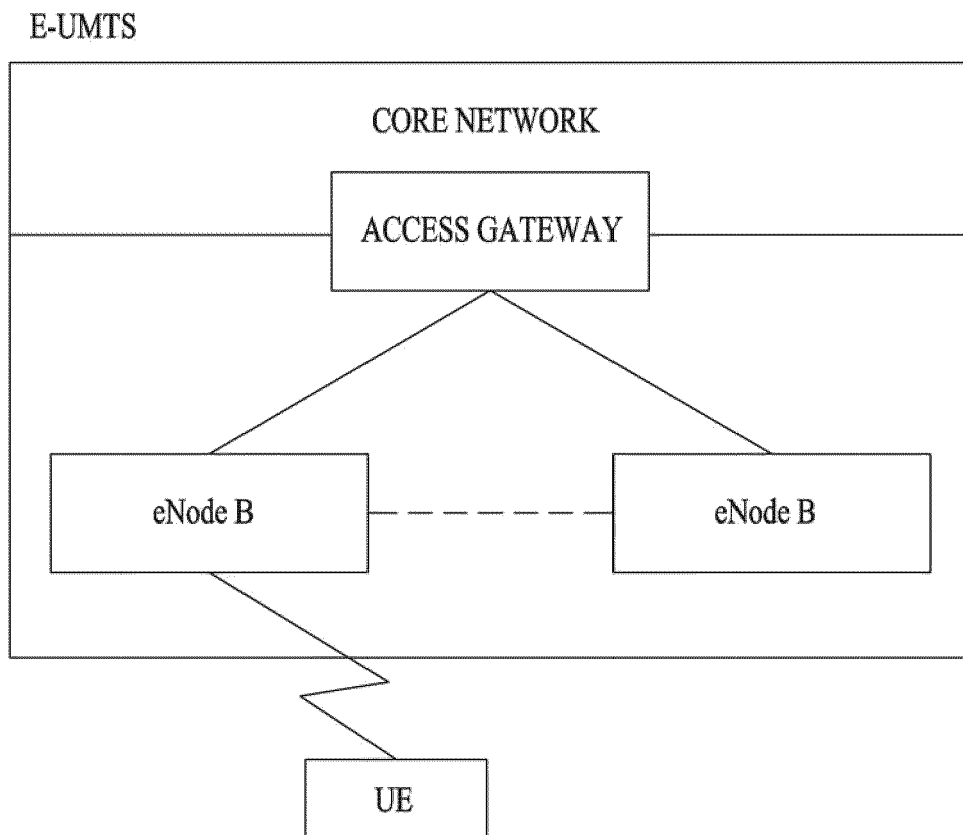 E-UMTS
CORE NETWORK
ACCESS GATEWAY
eNode B
eNode B
UE